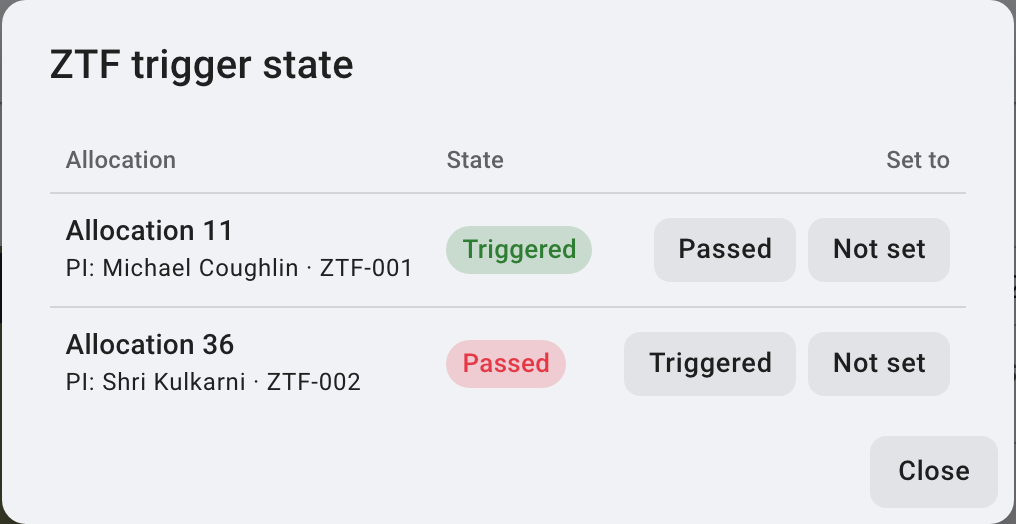 ZTF trigger state
Allocation State Set to
Allocation 11
PI: Michael Coughlin · ZTF-001
Triggered Passed Not set
Allocation 36
PI: Shri Kulkarni · ZTF-002
Passed Triggered Not set
Close